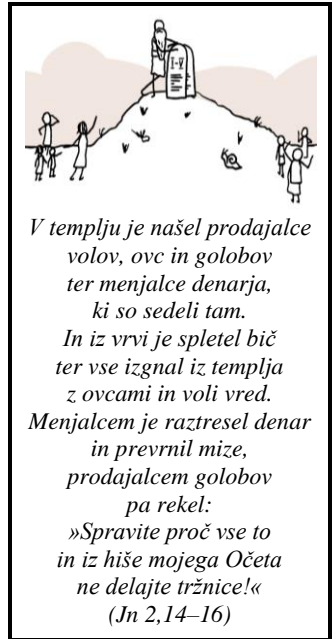 I-V
V templju je našel prodajalce
volov, ovc in golobov
ter menjalce denarja,
ki so sedeli tam.
In iz vrvi je spletel bič
ter vse izgnal iz templja
z ovcami in voli vred.
Menjalcem je raztresel denar
in prevrnil mize,
prodajalcem golobov
pa rekel:
»Spravite proč vse to
in iz hiše mojega Očeta
ne delajte tržnice!«
(Jn 2,14–16)